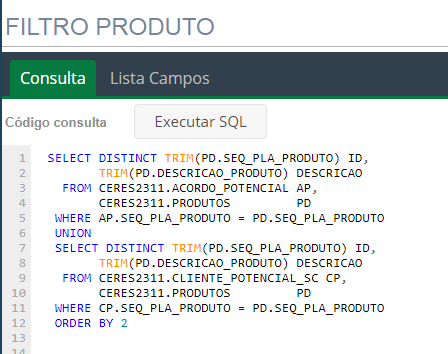 FILTRO PRODUTO
Consulta Lista Campos
Código consulta Executar SQL
1 SELECT DISTINCT TRIM(PD.SEQ_PLA_PRODUTO) ID,
2 TRIM(PD.DESCRICAO_PRODUTO) DESCRICAO
3 FROM CERES2311.ACORDO_POTENCIAL AP,
4 CERES2311.PRODUTOS PD
5 WHERE AP.SEQ_PLA_PRODUTO = PD.SEQ_PLA_PRODUTO
6 UNION
7 SELECT DISTINCT TRIM(PD.SEQ_PLA_PRODUTO) ID,
8 TRIM(PD.DESCRICAO_PRODUTO) DESCRICAO
9 FROM CERES2311.CLIENTE_POTENCIAL_SC CP,
10 CERES2311.PRODUTOS PD
11 WHERE CP.SEQ_PLA_PRODUTO = PD.SEQ_PLA_PRODUTO
12 ORDER BY 2
13
14